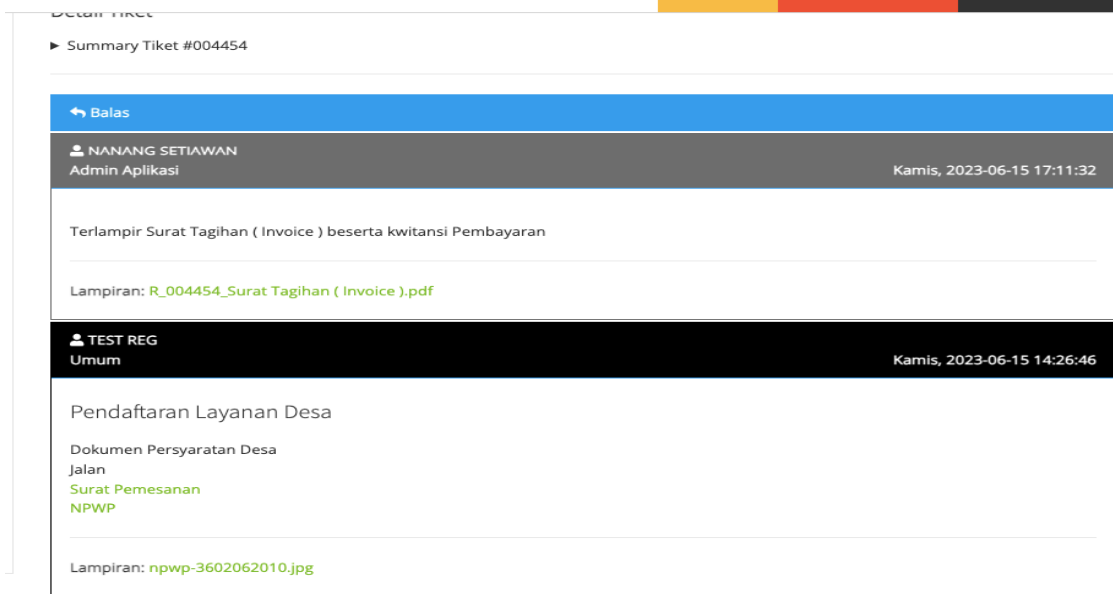 Detail Tiket
Summary Tiket #004454
Balas
NANANG SETIAWAN
Admin Aplikasi
Kamis, 2023-06-15 17:11:32
Terlampir Surat Tagihan ( Invoice ) beserta kwitansi Pembayaran
Lampiran: R_004454_Surat Tagihan ( Invoice ).pdf
TEST REG
Umum
Kamis, 2023-06-15 14:26:46
Pendaftaran Layanan Desa
Dokumen Persyaratan Desa
Jalan
Surat Pemesanan
NPWP
Lampiran: npwp-3602062010.jpg